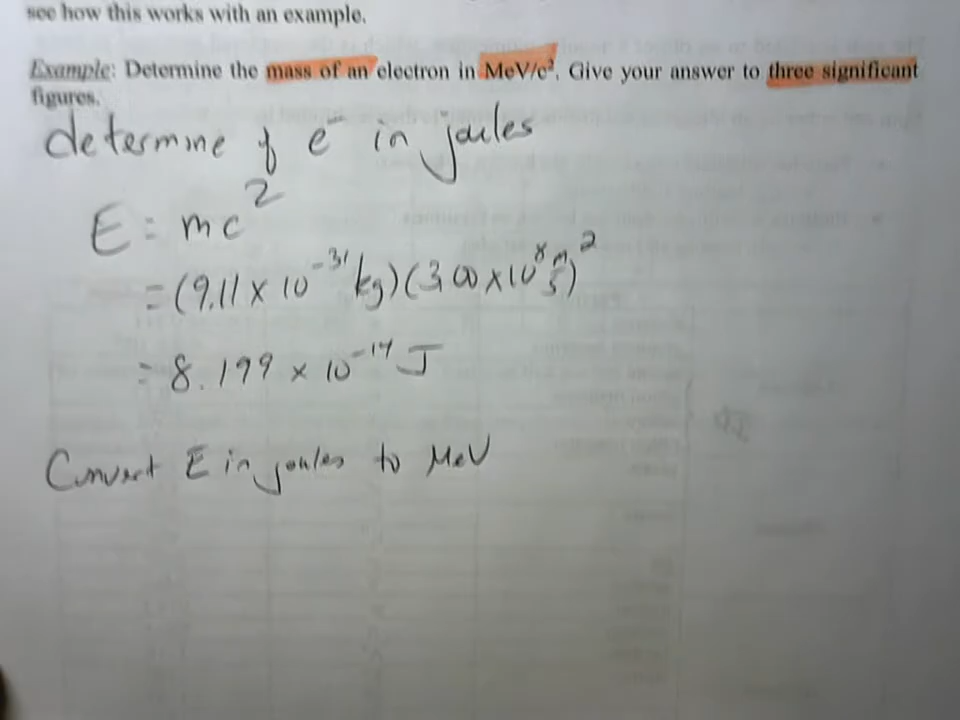 see how this works with an example.
Example: Determine the mass of an electron in MeV/c². Give your answer to three significant
figures.
determine of e⁻ in joules
E = mc²
= (9.11 × 10⁻³¹ kg)(3.00 × 10⁸ m/s)²
= 8.199 × 10⁻¹⁴ J
Convert E in joules to MeV